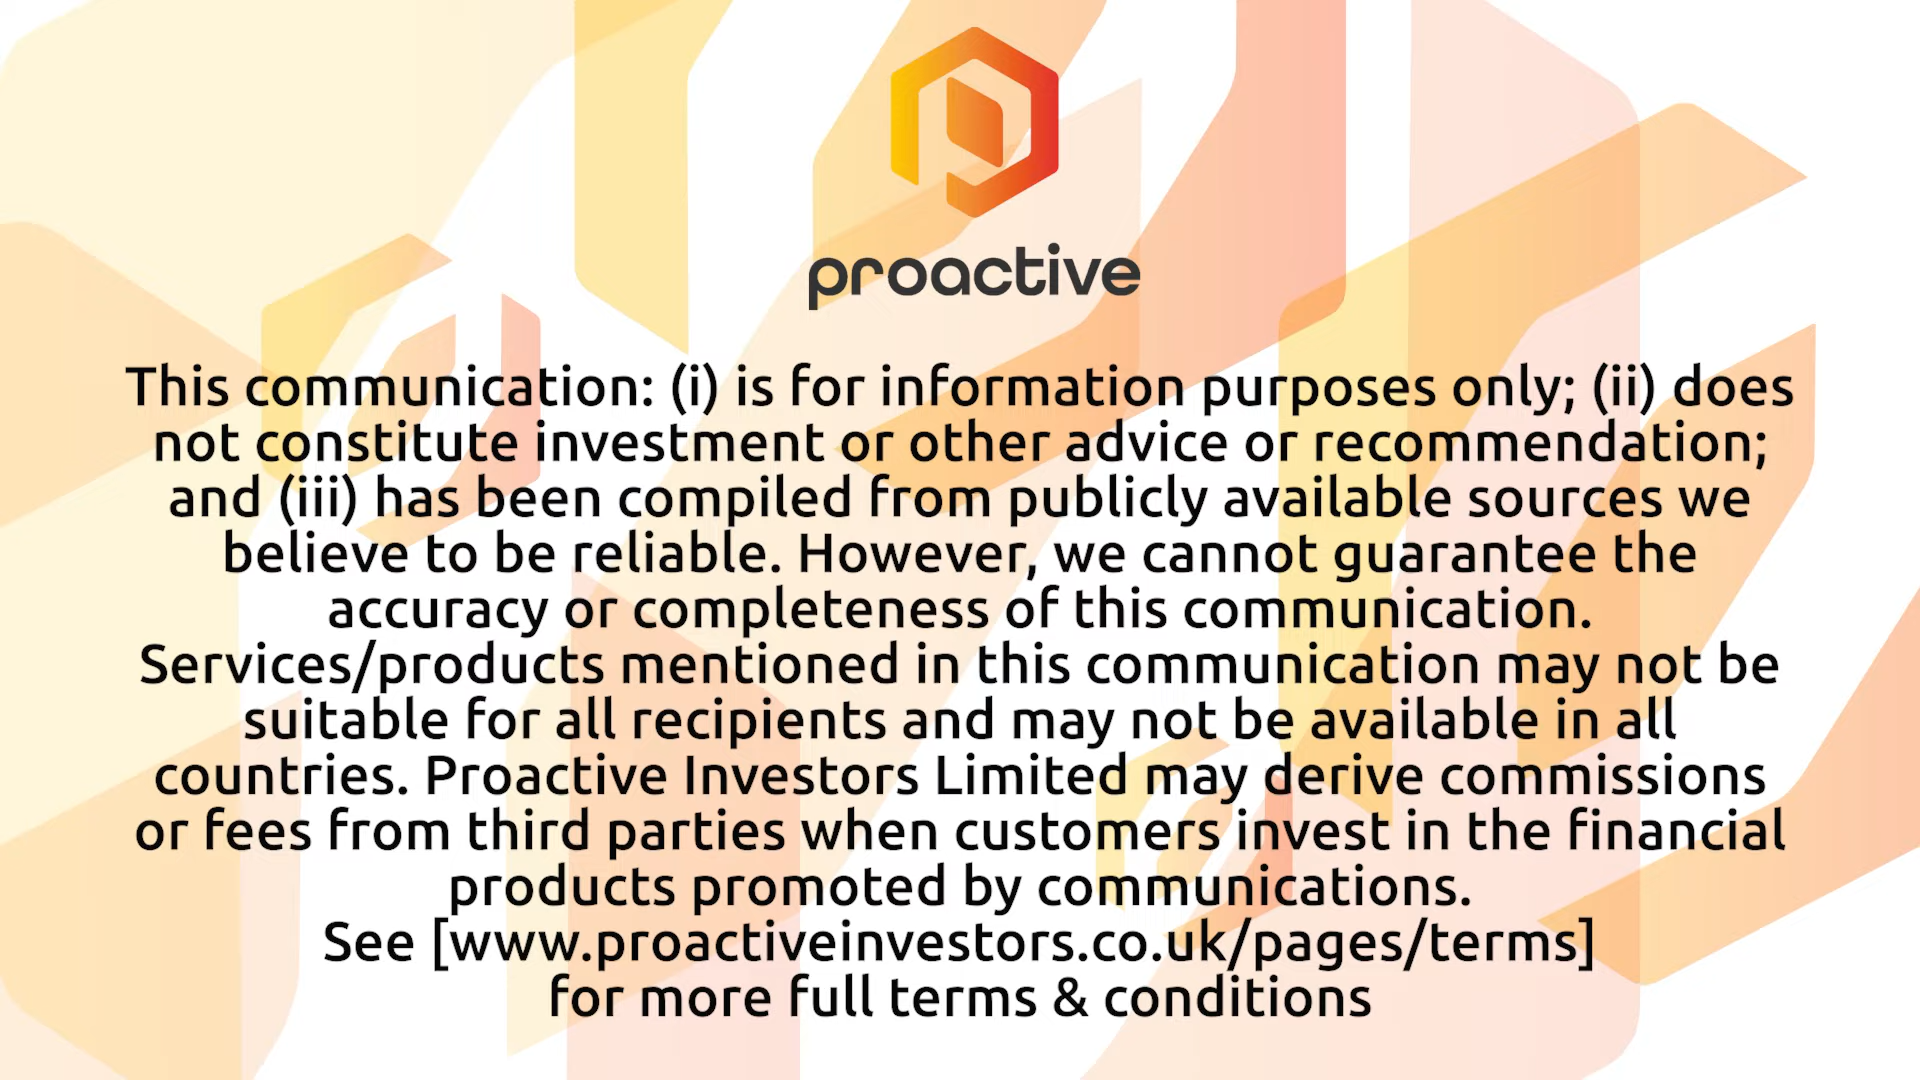 proactive
This communication: (i) is for information purposes only; (ii) does
not constitute investment or other advice or recommendation;
and (iii) has been compiled from publicly available sources we
believe to be reliable. However, we cannot guarantee the
accuracy or completeness of this communication.
Services/products mentioned in this communication may not be
suitable for all recipients and may not be available in all
countries. Proactive Investors Limited may derive commissions
or fees from third parties when customers invest in the financial
products promoted by communications.
See [www.proactiveinvestors.co.uk/pages/terms]
for more full terms & conditions